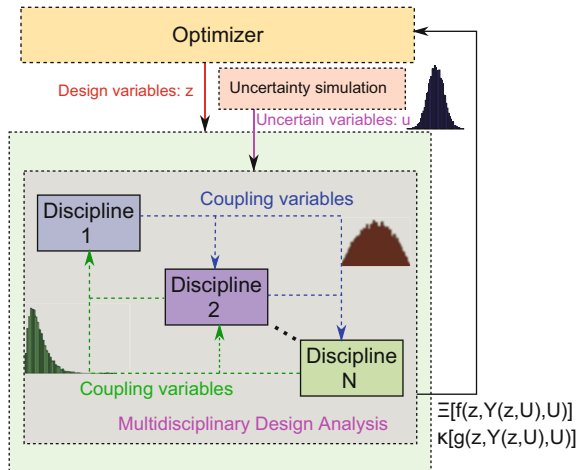 Optimizer
Design variables: z
Uncertainty simulation
Uncertain variables: u
Coupling variables
Discipline
1
Discipline
2
Discipline
N
Coupling variables
Multidisciplinary Design Analysis
Ξ[f(z,Y(z,U),U)]
κ[g(z,Y(z,U),U)]